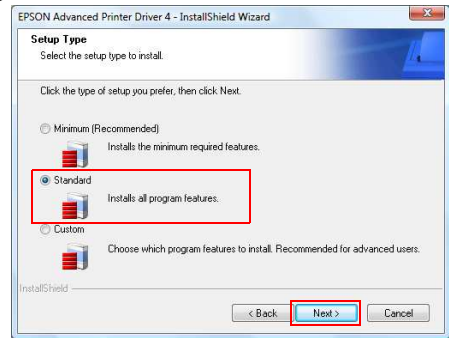 EPSON Advanced Printer Driver 4 - InstallShield Wizard
Setup Type
Select the setup type to install.
Click the type of setup you prefer, then click Next.
Minimum (Recommended)
Installs the minimum required features.
Standard
Installs all program features.
Custom
Choose which program features to install. Recommended for advanced users.
InstallShield
< Back Next > Cancel